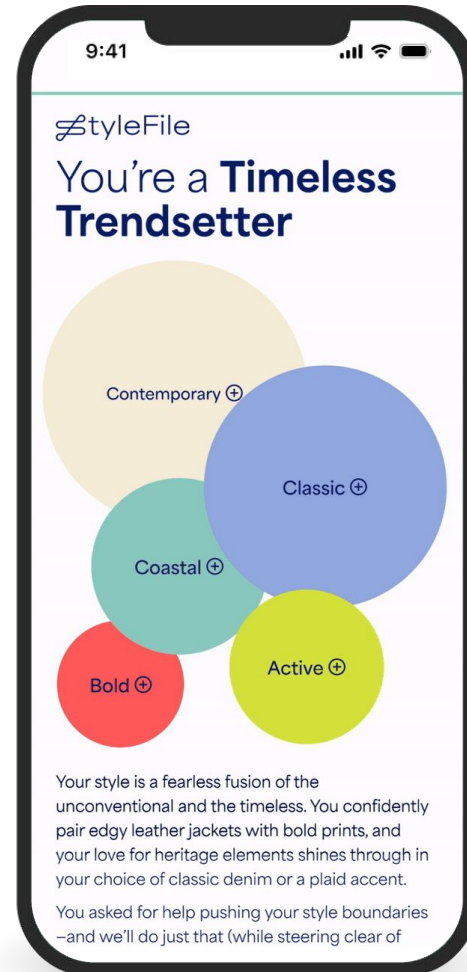 9:41
StyleFile
You’re a Timeless
Trendsetter
Contemporary
Classic
Coastal
Active
Bold
Your style is a fearless fusion of the
unconventional and the timeless. You confidently
pair edgy leather jackets with bold prints, and
your love for heritage elements shines through in
your choice of classic denim or a plaid accent.
You asked for help pushing your style boundaries
—and we’ll do just that (while steering clear of